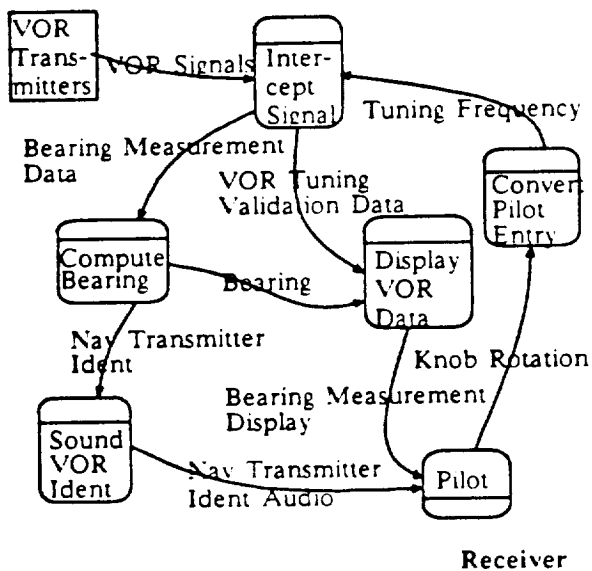 VOR
Trans-
mitters
VOR Signals
Inter-
cept
Signal
Tuning Frequency
Bearing Measurement
Data
VOR Tuning
Validation Data
Convert
Pilot
Entry
Compute
Bearing
Bearing
Display
VOR
Data
Nav Transmitter
Ident
Knob Rotation
Bearing Measurement
Display
Sound
VOR
Ident
Nav Transmitter
Ident Audio
Pilot
Receiver